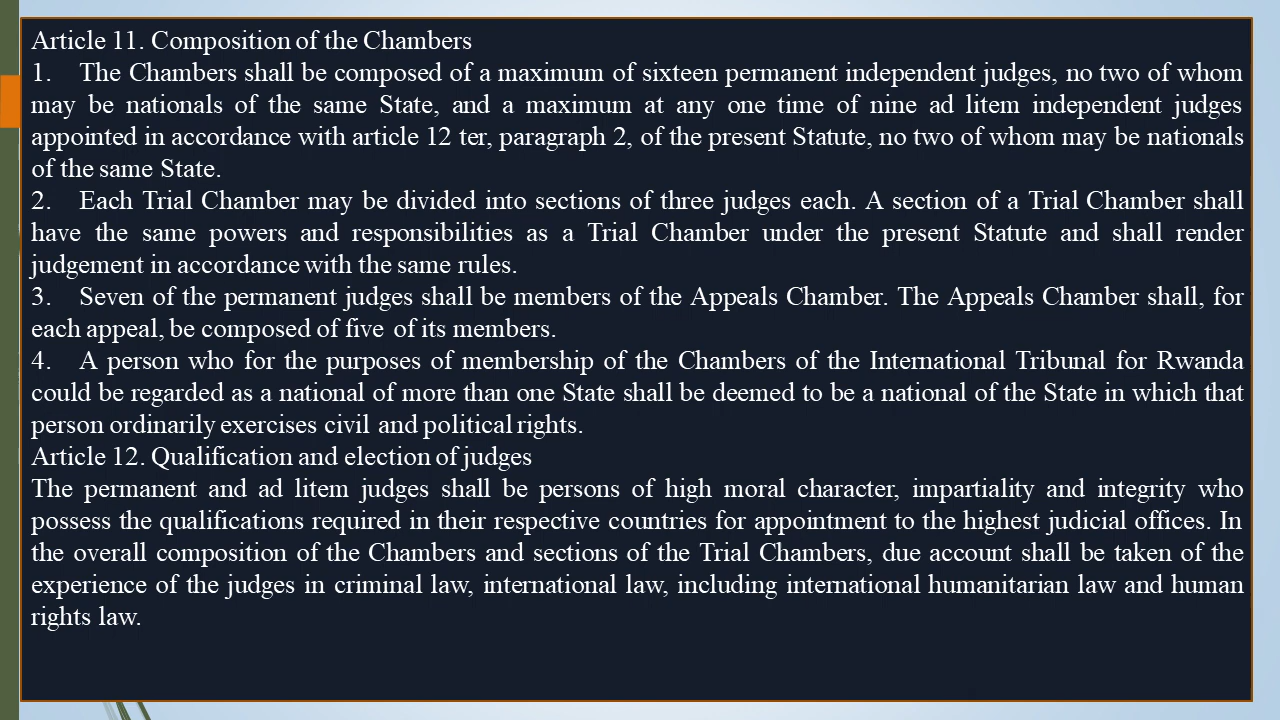 Article 11. Composition of the Chambers
1. The Chambers shall be composed of a maximum of sixteen permanent independent judges, no two of whom
may be nationals of the same State, and a maximum at any one time of nine ad litem independent judges
appointed in accordance with article 12 ter, paragraph 2, of the present Statute, no two of whom may be nationals
of the same State.
2. Each Trial Chamber may be divided into sections of three judges each. A section of a Trial Chamber shall
have the same powers and responsibilities as a Trial Chamber under the present Statute and shall render
judgement in accordance with the same rules.
3. Seven of the permanent judges shall be members of the Appeals Chamber. The Appeals Chamber shall, for
each appeal, be composed of five of its members.
4. A person who for the purposes of membership of the Chambers of the International Tribunal for Rwanda
could be regarded as a national of more than one State shall be deemed to be a national of the State in which that
person ordinarily exercises civil and political rights.
Article 12. Qualification and election of judges
The permanent and ad litem judges shall be persons of high moral character, impartiality and integrity who
possess the qualifications required in their respective countries for appointment to the highest judicial offices. In
the overall composition of the Chambers and sections of the Trial Chambers, due account shall be taken of the
experience of the judges in criminal law, international law, including international humanitarian law and human
rights law.